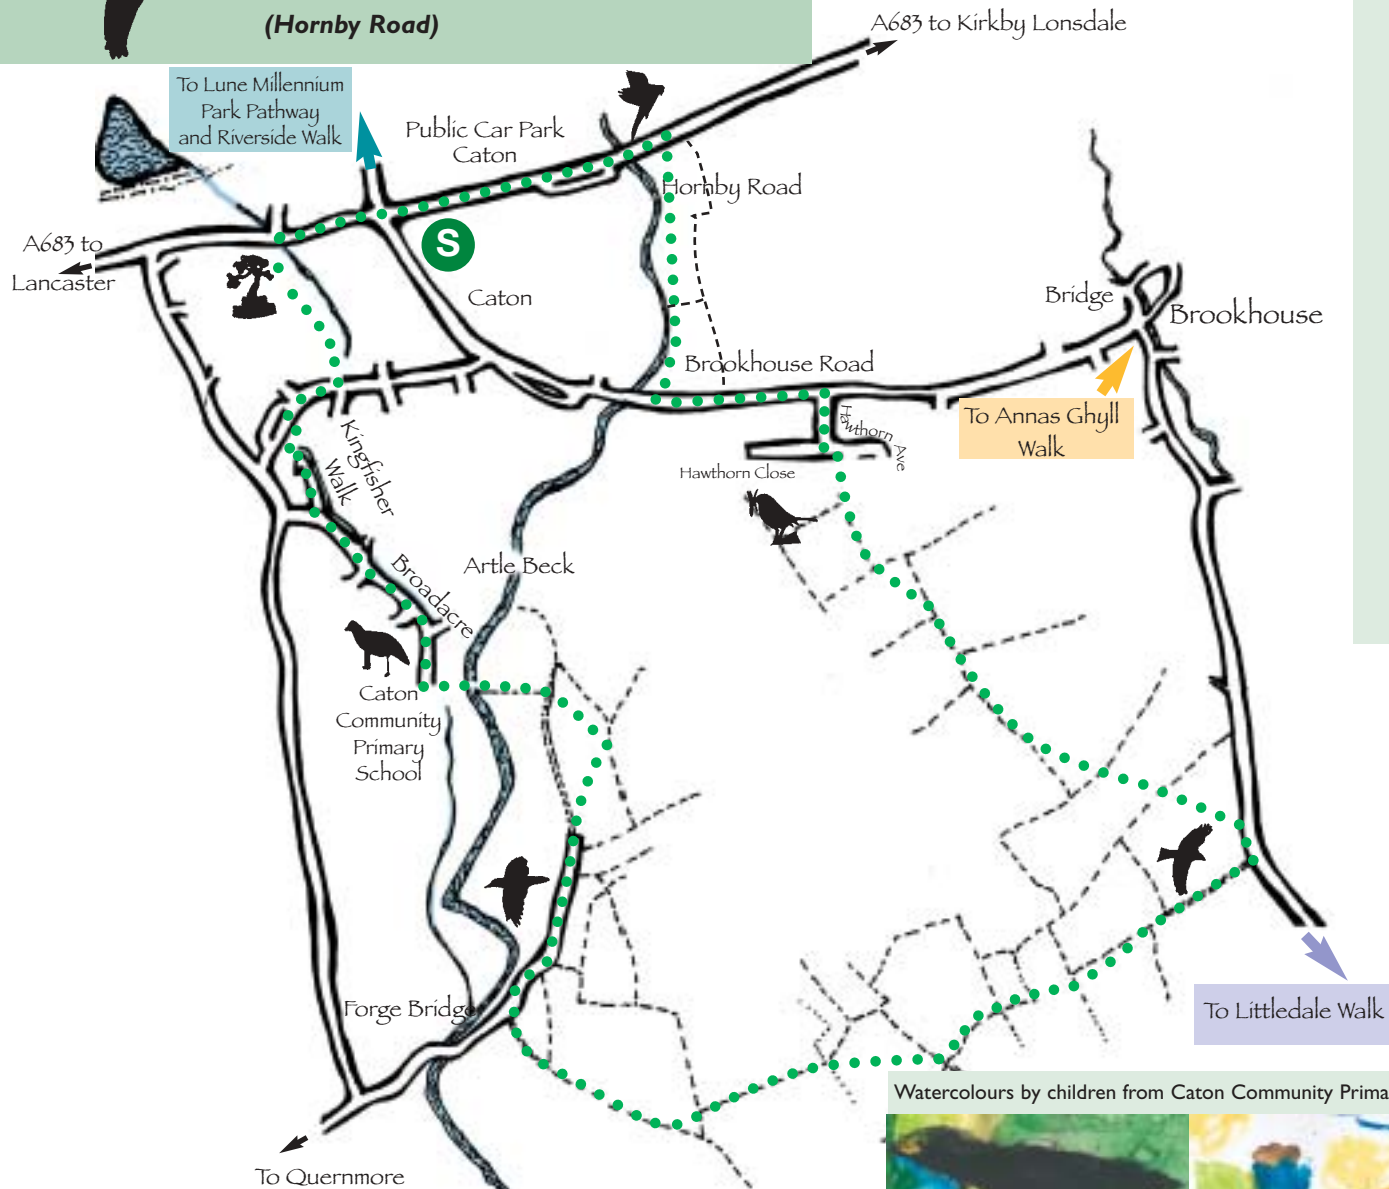 (Hornby Road)
A683 to Kirkby Lonsdale
To Lune Millennium
Park Pathway
and Riverside Walk
Public Car Park
Caton
Hornby Road
S
A683 to
Lancaster
Caton
Bridge
Brookhouse
Brookhouse Road
To Annas Ghyll
Walk
Hawthorn Ave
Hawthorn Close
Kingfisher
Walk
Artle Beck
Broadacre
Caton
Community
Primary
School
Forge Bridge
To Littledale Walk
Watercolours by children from Caton Community Prima
To Quernmore